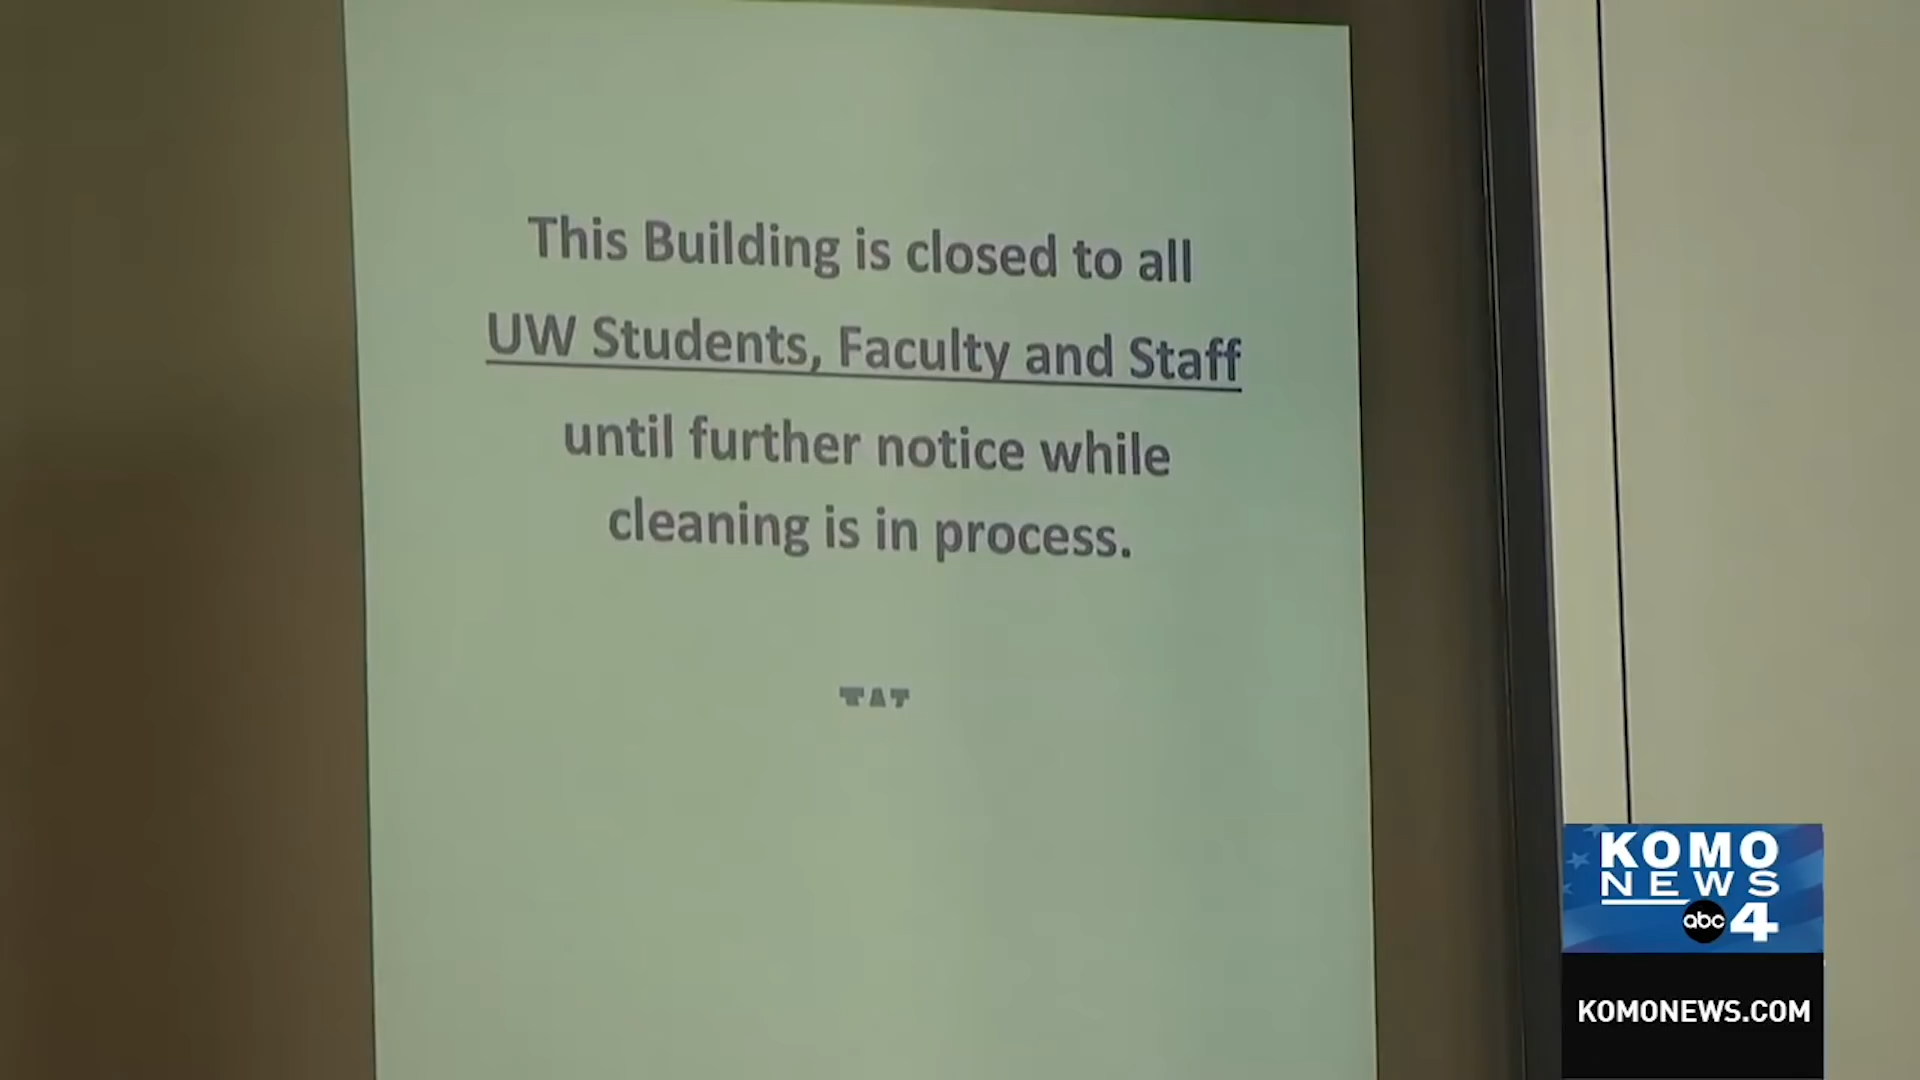 This Building is closed to all
UW Students, Faculty and Staff
until further notice while
cleaning is in process.
KOMO
NEWS
abc 4
KOMONEWS.COM